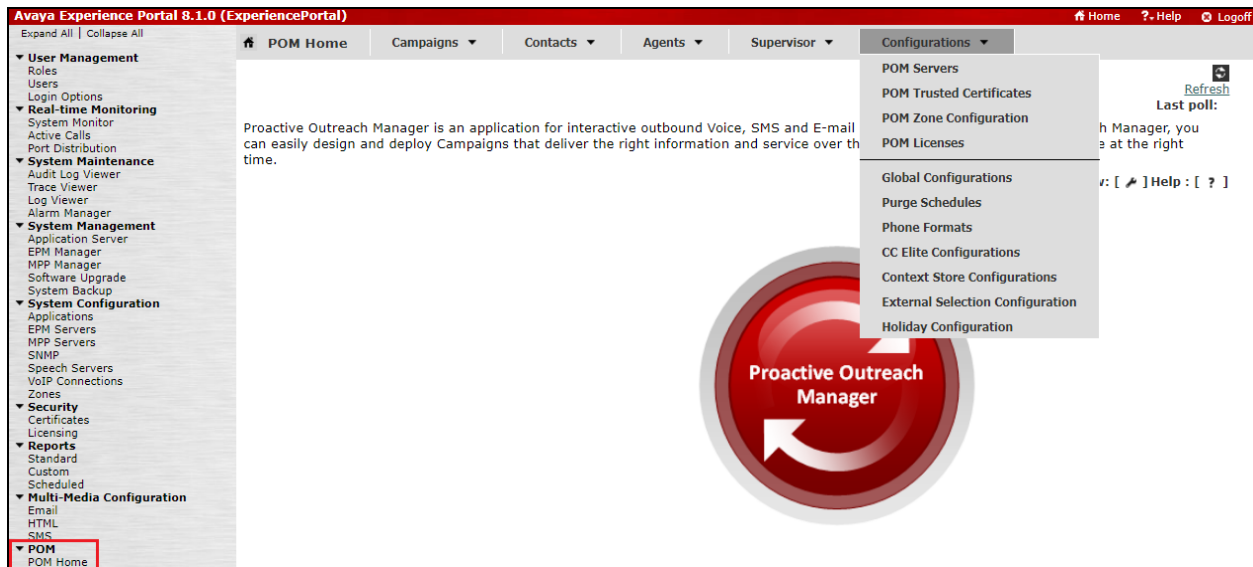 Avaya Experience Portal 8.1.0 (ExperiencePortal)
Home ?. Help Logoff
Expand All | Collapse All
User Management
Roles
Users
Login Options
Real-time Monitoring
System Monitor
Active Calls
Port Distribution
System Maintenance
Audit Log Viewer
Trace Viewer
Log Viewer
Alarm Manager
System Management
Application Server
EPM Manager
MPP Manager
Software Upgrade
System Backup
System Configuration
Applications
EPM Servers
MPP Servers
SNMP
Speech Servers
VoIP Connections
Zones
Security
Certificates
Licensing
Reports
Standard
Custom
Scheduled
Multi-Media Configuration
Email
HTML
SMS
POM
POM Home
POM Home Campaigns Contacts Agents Supervisor Configurations
POM Servers
POM Trusted Certificates
POM Zone Configuration
POM Licenses
Global Configurations
Purge Schedules
Phone Formats
CC Elite Configurations
Context Store Configurations
External Selection Configuration
Holiday Configuration
Refresh
Last poll:
Proactive Outreach Manager is an application for interactive outbound Voice, SMS and E-mail h Manager, you
can easily design and deploy Campaigns that deliver the right information and service over th e at the right
time.
v: [ ] Help : [ ? ]
Proactive Outreach
Manager